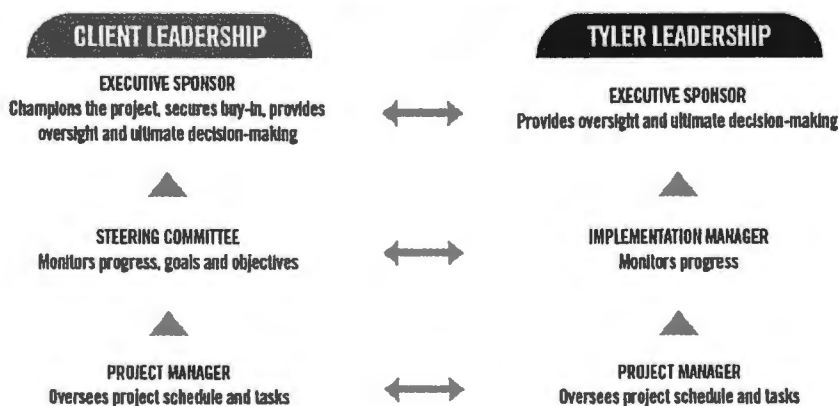 CLIENT LEADERSHIP
EXECUTIVE SPONSOR
Champions the project, secures buy-in, provides
oversight and ultimate decision-making
STEERING COMMITTEE
Monitors progress, goals and objectives
PROJECT MANAGER
Oversees project schedule and tasks
TYLER LEADERSHIP
EXECUTIVE SPONSOR
Provides oversight and ultimate decision-making
IMPLEMENTATION MANAGER
Monitors progress
PROJECT MANAGER
Oversees project schedule and tasks